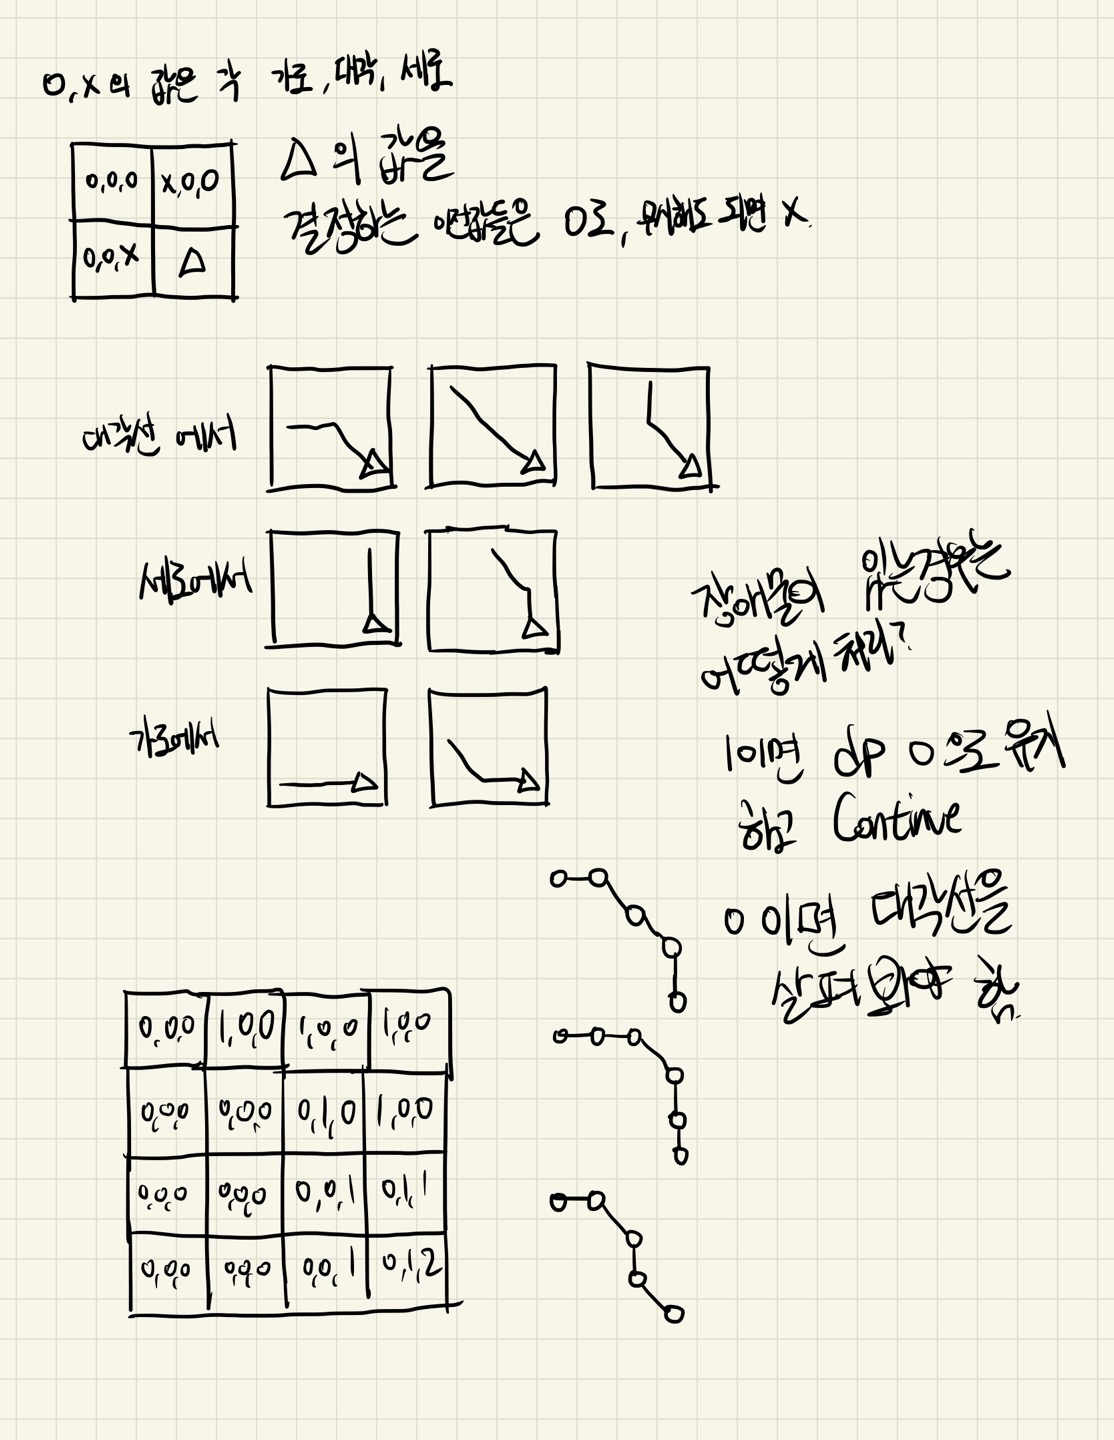 O,X의 값은 각 가로, 대각, 세로
0,0,0 X,0,0
0,0,X △
△의 값을
결정하는 이전값들은 O로, 무시해도 되면 X.
대각선 에서
세로에서
가로에서
장애물이 있는경우는
어떻게 처리?
1이면 dp 0으로 유지
하고 Continue
0이면 대각선을
살펴봐야 함.
0,0,0 1,0,0 1,0,0 1,0,0
0,0,0 0,0,0 0,1,0 1,0,0
0,0,0 0,0,0 0,0,1 0,1,1
0,0,0 0,0,0 0,0,1 0,1,2